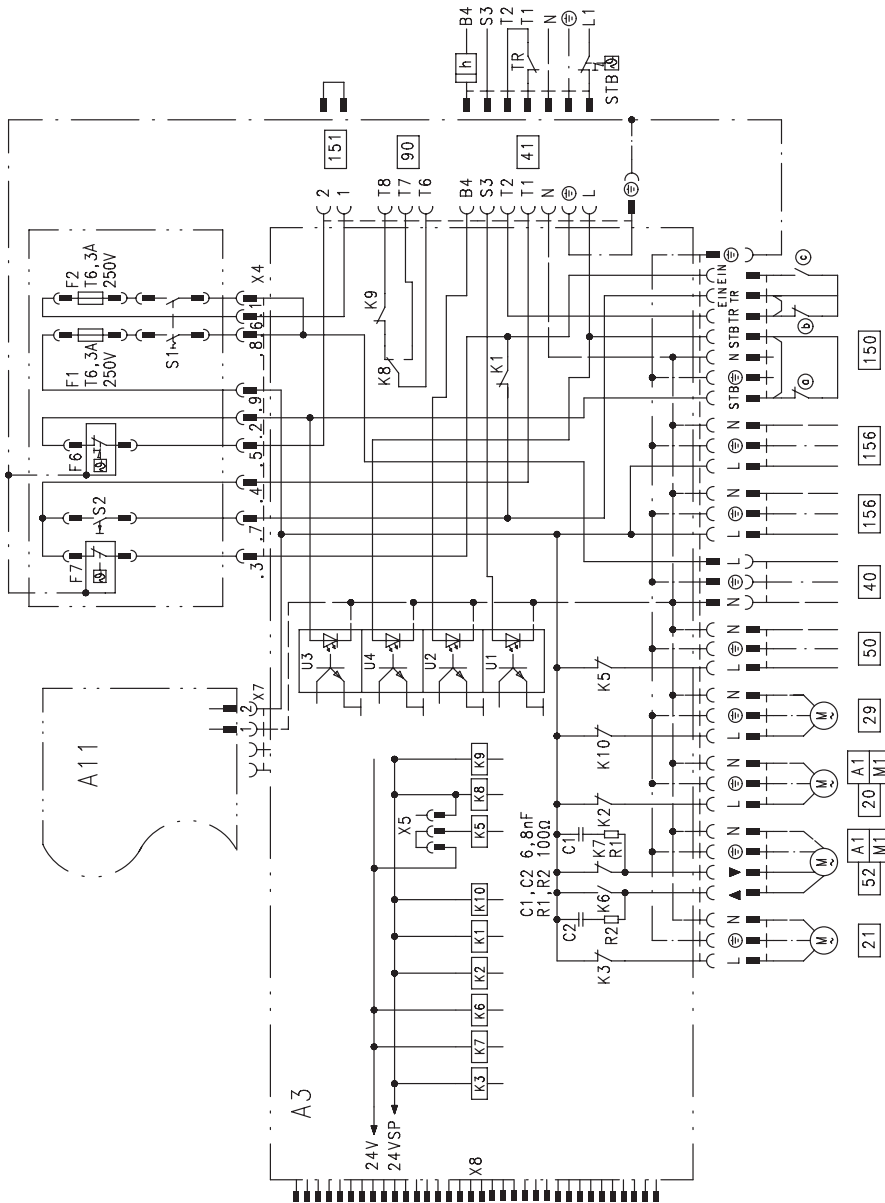 B4
S3
T2
T1
N
L1
h
TR
STB
ϑ
151
90
41
2
1
T8
T7
T6
B4
S3
T2
T1
N
L
F2
T6,3A
250V
F1
T6,3A
250V
S1
F6
ϑ
S2
F7
ϑ
X4
.1
.6
.8
.9
.2
.5
.4
.7
.3
K9
K8
K1
A11
X7
2
1
U3
U4
U2
U1
K5
K10
K2
C1,C2 6,8nF
R1,R2 100Ω
C1
K7
R1
K6
C2
R2
K3
24V
24VSP
X5
K9
K8
K5
K10
K1
K2
K6
K7
K3
A3
X8
EIN
EIN
TR
TR
STB
N
STB
c
b
a
150
N
L
156
N
L
156
L
N
40
N
L
50
N
L
M
~
29
N
L
M
~
A1
M1
20
N
▼
▲
M
~
A1
M1
52
N
L
M
~
21